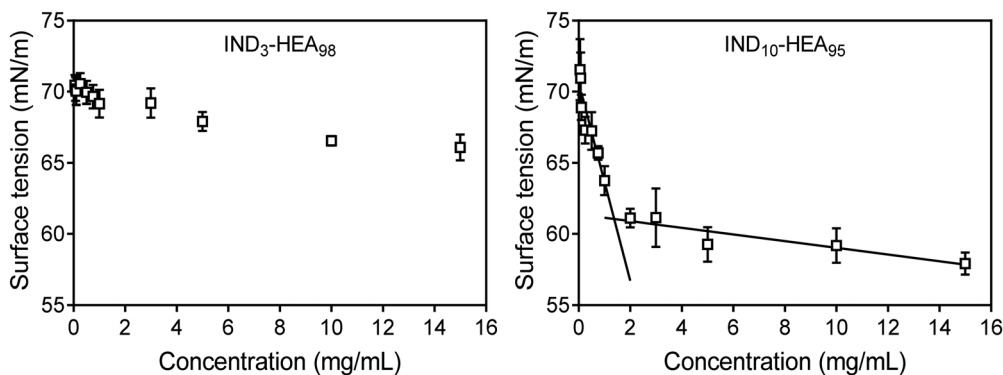 IND₃-HEA₉₈
Surface tension (mN/m)
75
70
65
60
55
0 2 4 6 8 10 12 14 16
Concentration (mg/mL)
IND₁₀-HEA₉₅
Surface tension (mN/m)
75
70
65
60
55
0 2 4 6 8 10 12 14 16
Concentration (mg/mL)